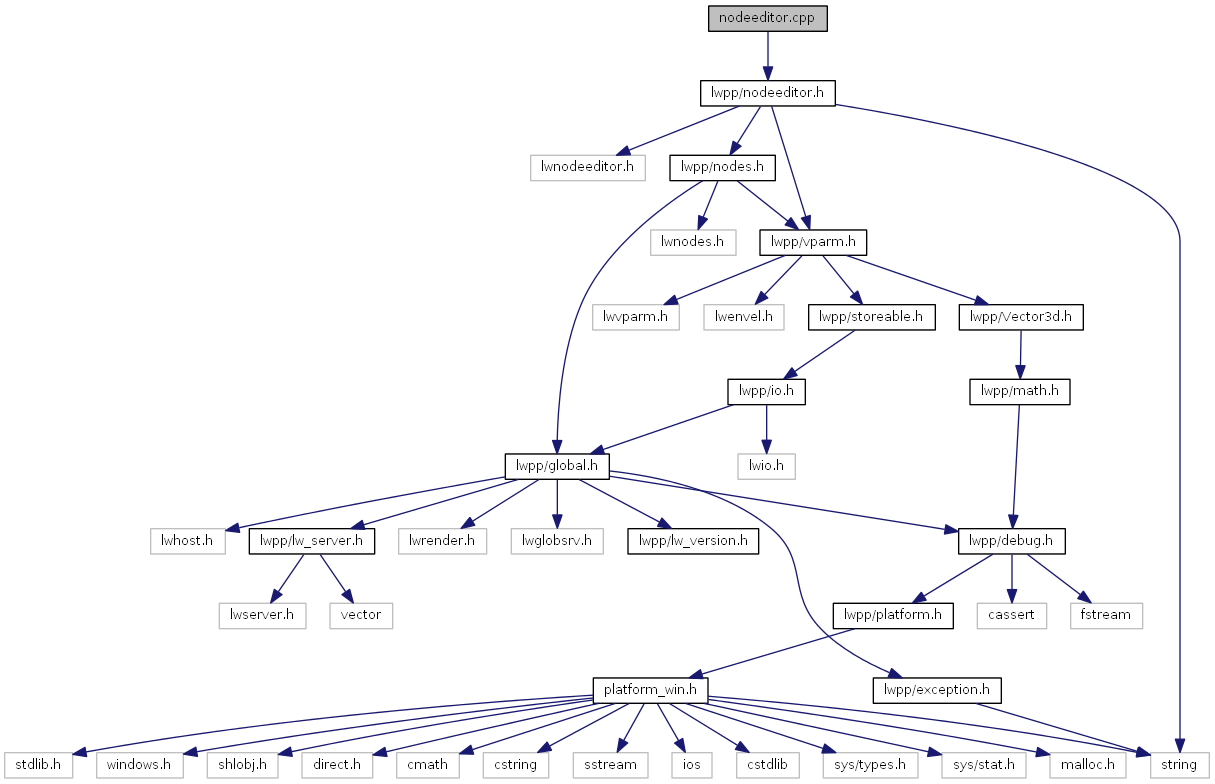 nodeeditor.cpp
lwpp/nodeeditor.h
lwnodeeditor.h
lwpp/nodes.h
lwnodes.h
lwpp/vparm.h
lwvparm.h
lwenvel.h
lwpp/storeable.h
lwpp/Vector3d.h
lwpp/io.h
lwpp/math.h
lwpp/global.h
lwio.h
lwhost.h
lwpp/lw_server.h
lwrender.h
lwglobsrv.h
lwpp/lw_version.h
lwpp/debug.h
lwserver.h
vector
lwpp/platform.h
cassert
fstream
platform_win.h
lwpp/exception.h
stdlib.h
windows.h
shlobj.h
direct.h
cmath
cstring
sstream
ios
cstdlib
sys/types.h
sys/stat.h
malloc.h
string